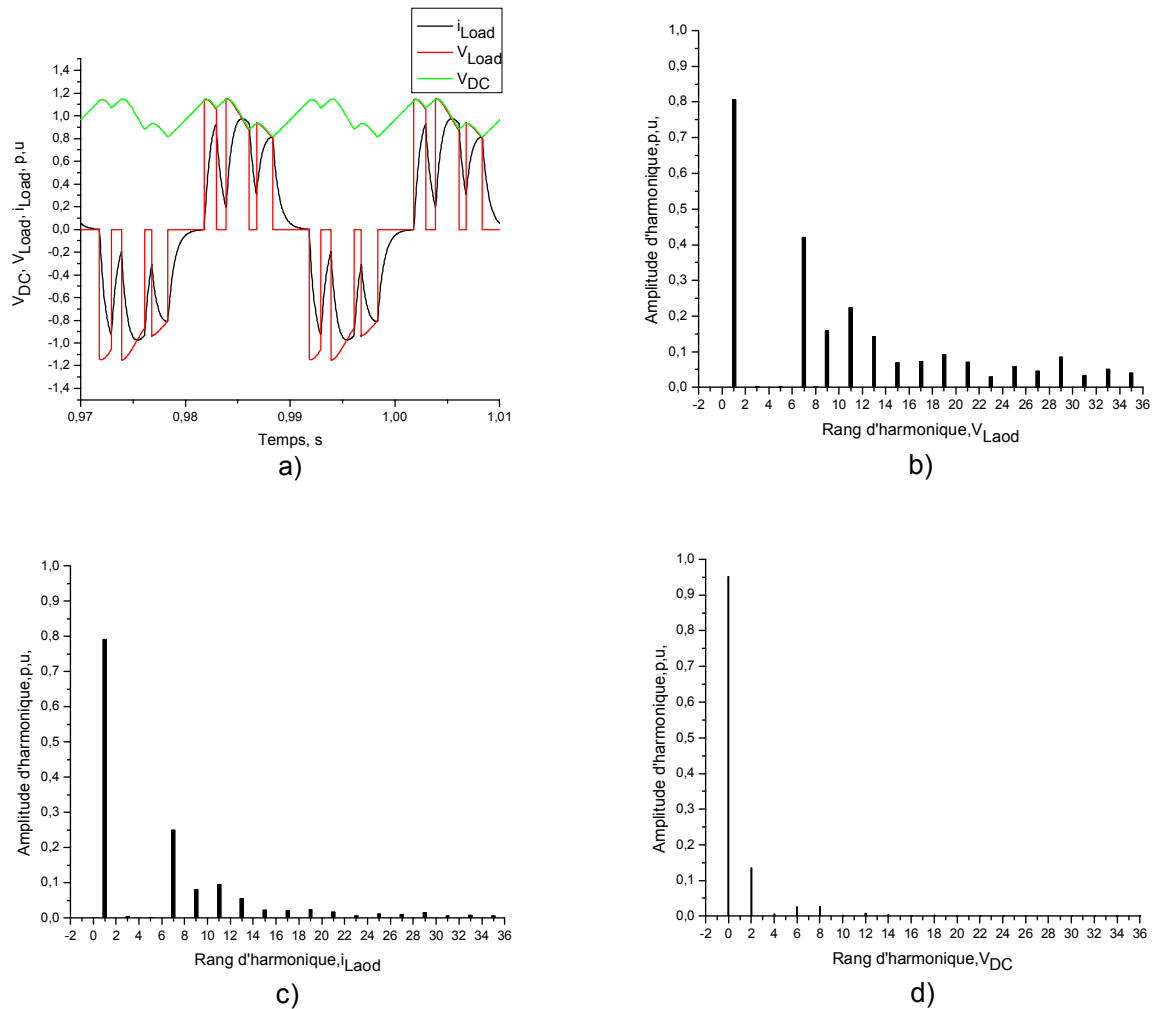 i_Load
V_Load
V_DC
1,4
1,2
1,0
0,8
0,6
0,4
0,2
0,0
-0,2
-0,4
-0,6
-0,8
-1,0
-1,2
-1,4
V_DC, V_Load, i_Load, p,u
0,97 0,98 0,99 1,00 1,01
Temps, s
a)
1,0
0,9
0,8
0,7
0,6
0,5
0,4
0,3
0,2
0,1
0,0
Amplitude d'harmonique,p,u,
-2 0 2 4 6 8 10 12 14 16 18 20 22 24 26 28 30 32 34 36
Rang d'harmonique,V_Laod
b)
1,0
0,9
0,8
0,7
0,6
0,5
0,4
0,3
0,2
0,1
0,0
Amplitude d'harmonique,p,u,
-2 0 2 4 6 8 10 12 14 16 18 20 22 24 26 28 30 32 34 36
Rang d'harmonique,i_Laod
c)
1,0
0,9
0,8
0,7
0,6
0,5
0,4
0,3
0,2
0,1
0,0
Amplitude d'harmonique,p,u,
-2 0 2 4 6 8 10 12 14 16 18 20 22 24 26 28 30 32 34 36
Rang d'harmonique,V_DC
d)